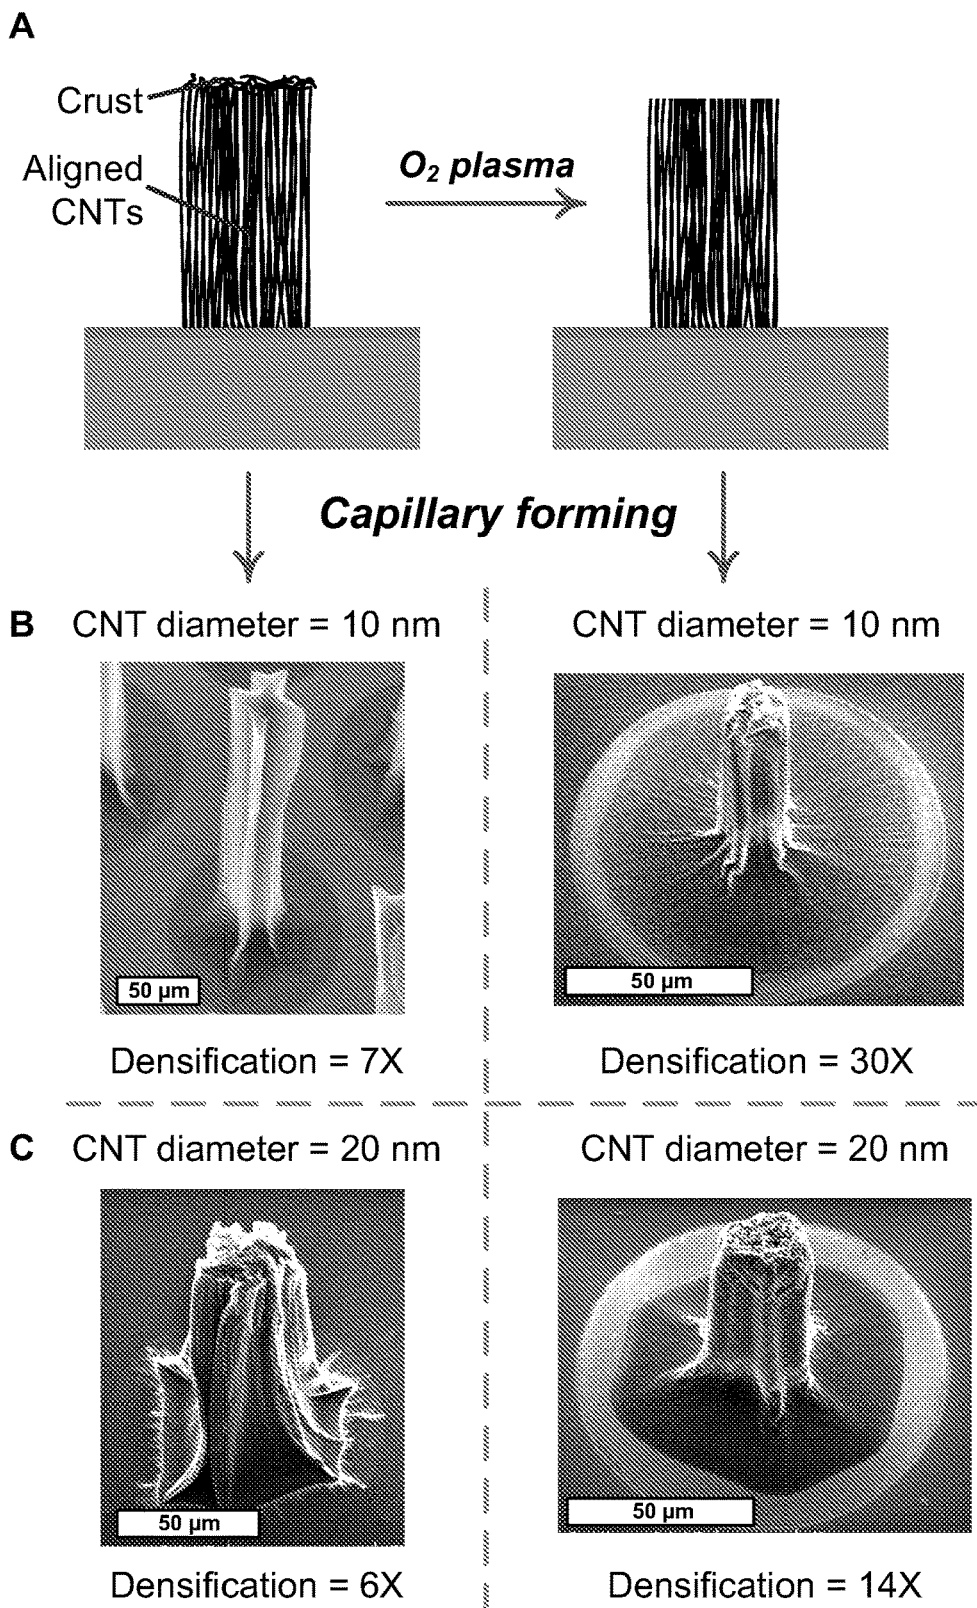 A
Crust
Aligned
CNTs
O₂ plasma
Capillary forming
B CNT diameter = 10 nm
CNT diameter = 10 nm
50 µm
50 µm
Densification = 7X
Densification = 30X
C CNT diameter = 20 nm
CNT diameter = 20 nm
50 µm
50 µm
Densification = 6X
Densification = 14X